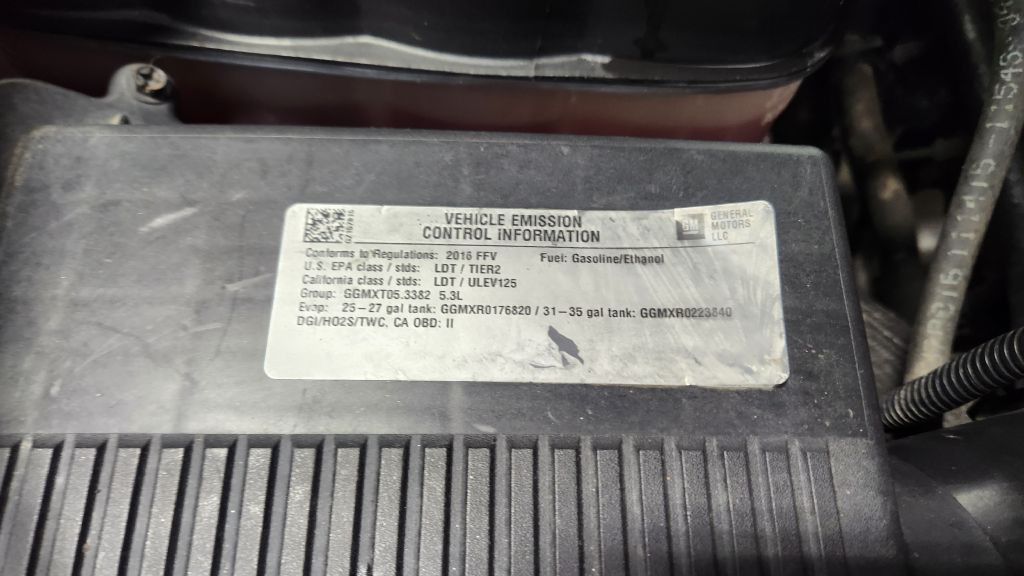 VEHICLE EMISSION
CONTROL INFORMATION
GM
GENERAL
MOTORS
LLC
Conforms to Regulations: 2016 FFV Fuel: Gasoline/Ethanol
U.S. EPA class / stds: LDT / TIER2
California class / stds: LDT / ULEV125
Group: GGMXT05.3382 5.3L
Evap: 25-27 gal tank: GGMXR0176820 / 31-35 gal tank: GGMXR0223840
DGI/HO2S/TWC, CA OBD: II